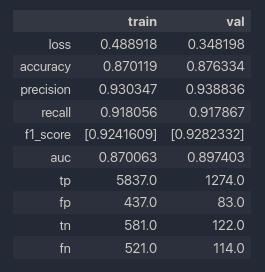 train val
loss 0.488918 0.348198
accuracy 0.870119 0.876334
precision 0.930347 0.938836
recall 0.918056 0.917867
f1_score [0.9241609] [0.9282332]
auc 0.870063 0.897403
tp 5837.0 1274.0
fp 437.0 83.0
tn 581.0 122.0
fn 521.0 114.0